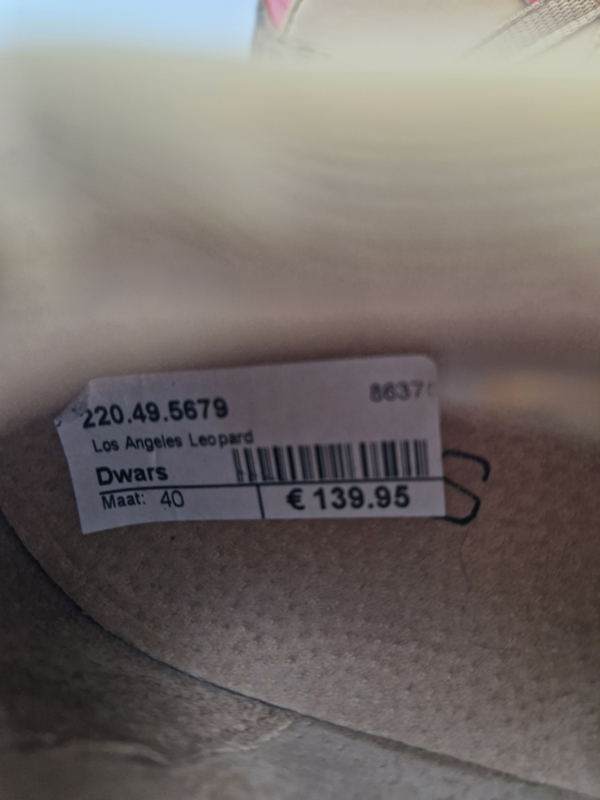 220.49.5679
Los Angeles Leopard
Dwars
Maat: 40
€ 139.95